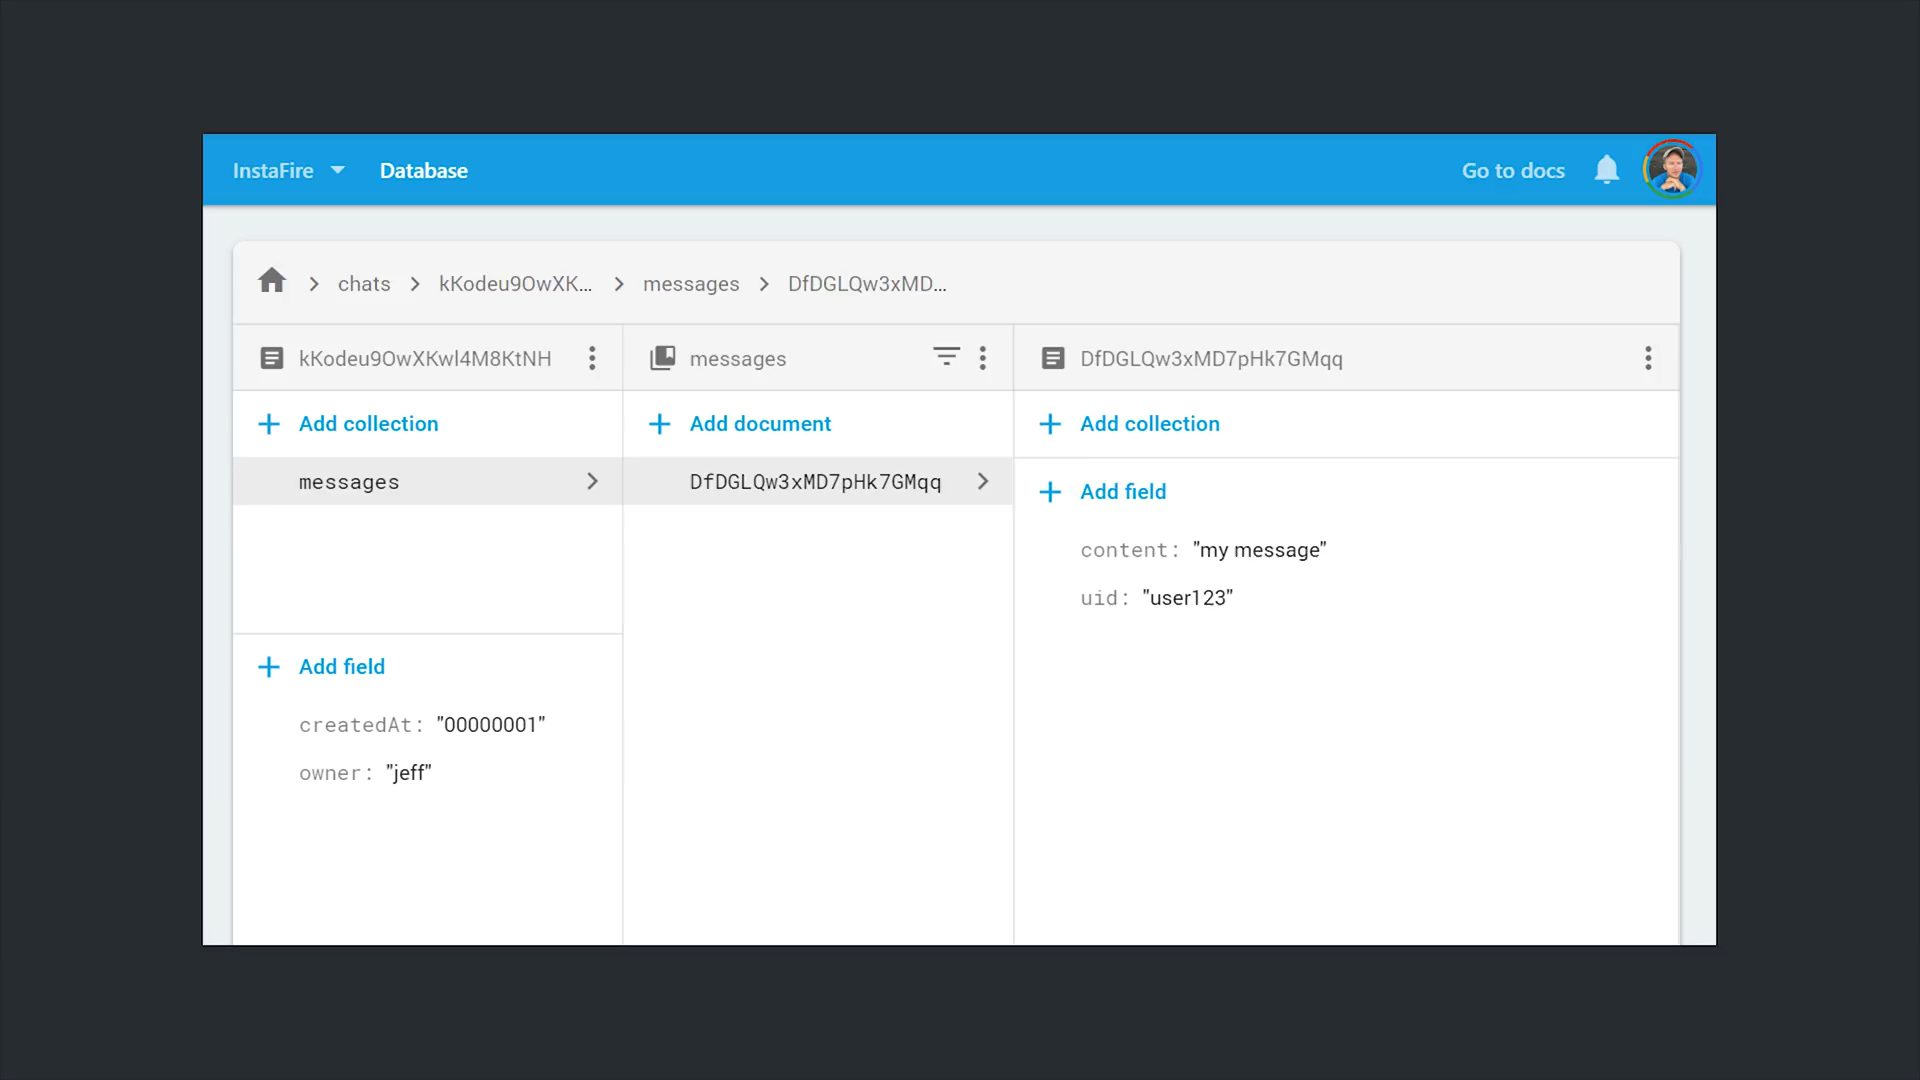 InstaFire Database Go to docs
chats kKodeu9OwXK... messages DfDGLQw3xMD...
kKodeu9OwXKwl4M8KtNH messages DfDGLQw3xMD7pHk7GMqq
Add collection Add document Add collection
messages DfDGLQw3xMD7pHk7GMqq
Add field
content: "my message"
uid: "user123"
Add field
createdAt: "00000001"
owner: "jeff"